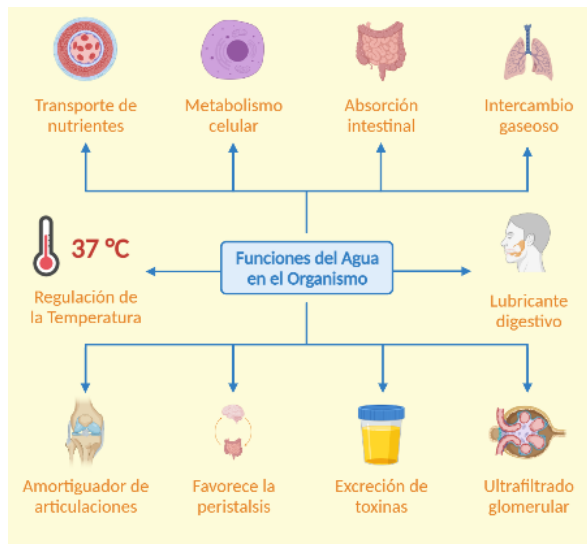 Transporte de
nutrientes
Metabolismo
celular
Absorción
intestinal
Intercambio
gaseoso
37 °C
Regulación de
la Temperatura
Funciones del Agua
en el Organismo
Lubricante
digestivo
Amortiguador de
articulaciones
Favorece la
peristalsis
Excreción de
toxinas
Ultrafiltrado
glomerular